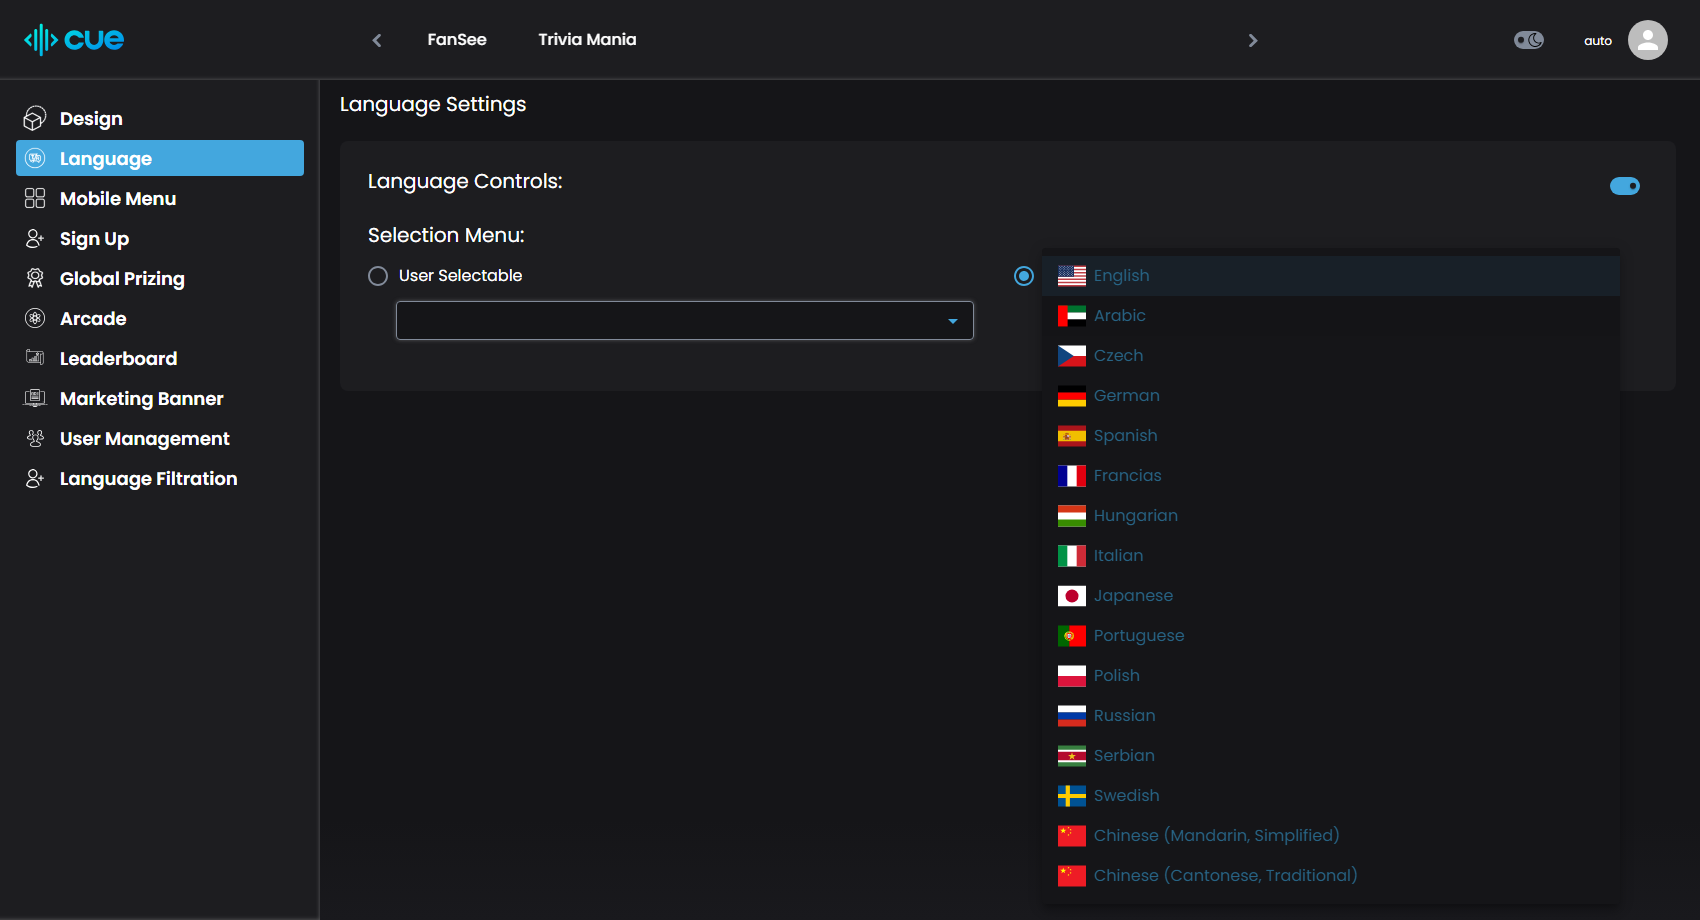 cue
FanSee
Trivia Mania
auto
Design
Language
Mobile Menu
Sign Up
Global Prizing
Arcade
Leaderboard
Marketing Banner
User Management
Language Filtration
Language Settings
Language Controls:
Selection Menu:
User Selectable
English
Arabic
Czech
German
Spanish
Francias
Hungarian
Italian
Japanese
Portuguese
Polish
Russian
Serbian
Swedish
Chinese (Mandarin, Simplified)
Chinese (Cantonese, Traditional)